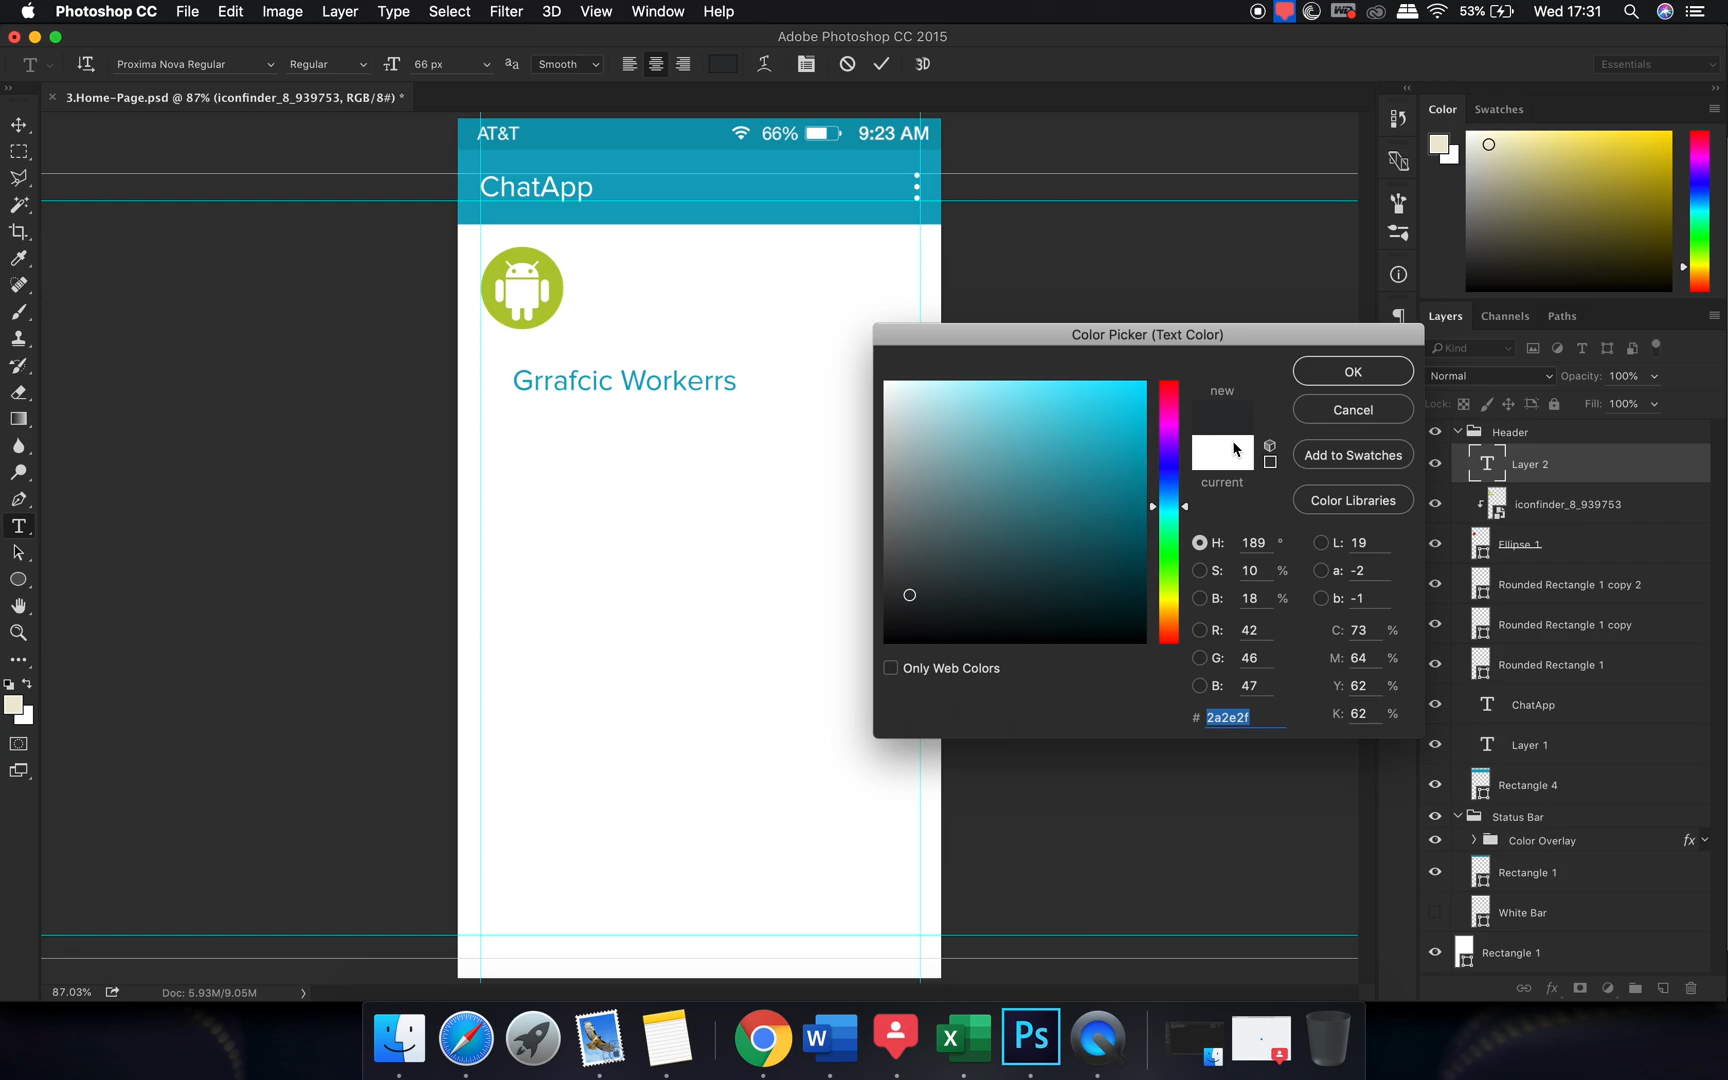 Photoshop CC File Edit Image Layer Type Select Filter 3D View Window Help 53% Wed 17:31
Adobe Photoshop CC 2015
T Proxima Nova Regular Regular 66 px Smooth 3D Essentials
3.Home-Page.psd @ 87% (iconfinder_8_939753, RGB/8#) *
AT&T 66% 9:23 AM
ChatApp
Grrafcic Workerrs
Color Picker (Text Color)
new
current
OK
Cancel
Add to Swatches
Color Libraries
H: 189 ° L: 19
S: 10 % a: -2
B: 18 % b: -1
R: 42 C: 73 %
G: 46 M: 64 %
B: 47 Y: 62 %
# 2a2e2f K: 62 %
Only Web Colors
Color Swatches
Layers Channels Paths
Kind
Normal Opacity: 100%
Lock: Fill: 100%
Header
Layer 2
iconfinder_8_939753
Ellipse 1
Rounded Rectangle 1 copy 2
Rounded Rectangle 1 copy
Rounded Rectangle 1
ChatApp
Layer 1
Rectangle 4
Status Bar
Color Overlay fx
Rectangle 1
White Bar
Rectangle 1
fx
87.03% Doc: 5.93M/9.05M
W X Ps